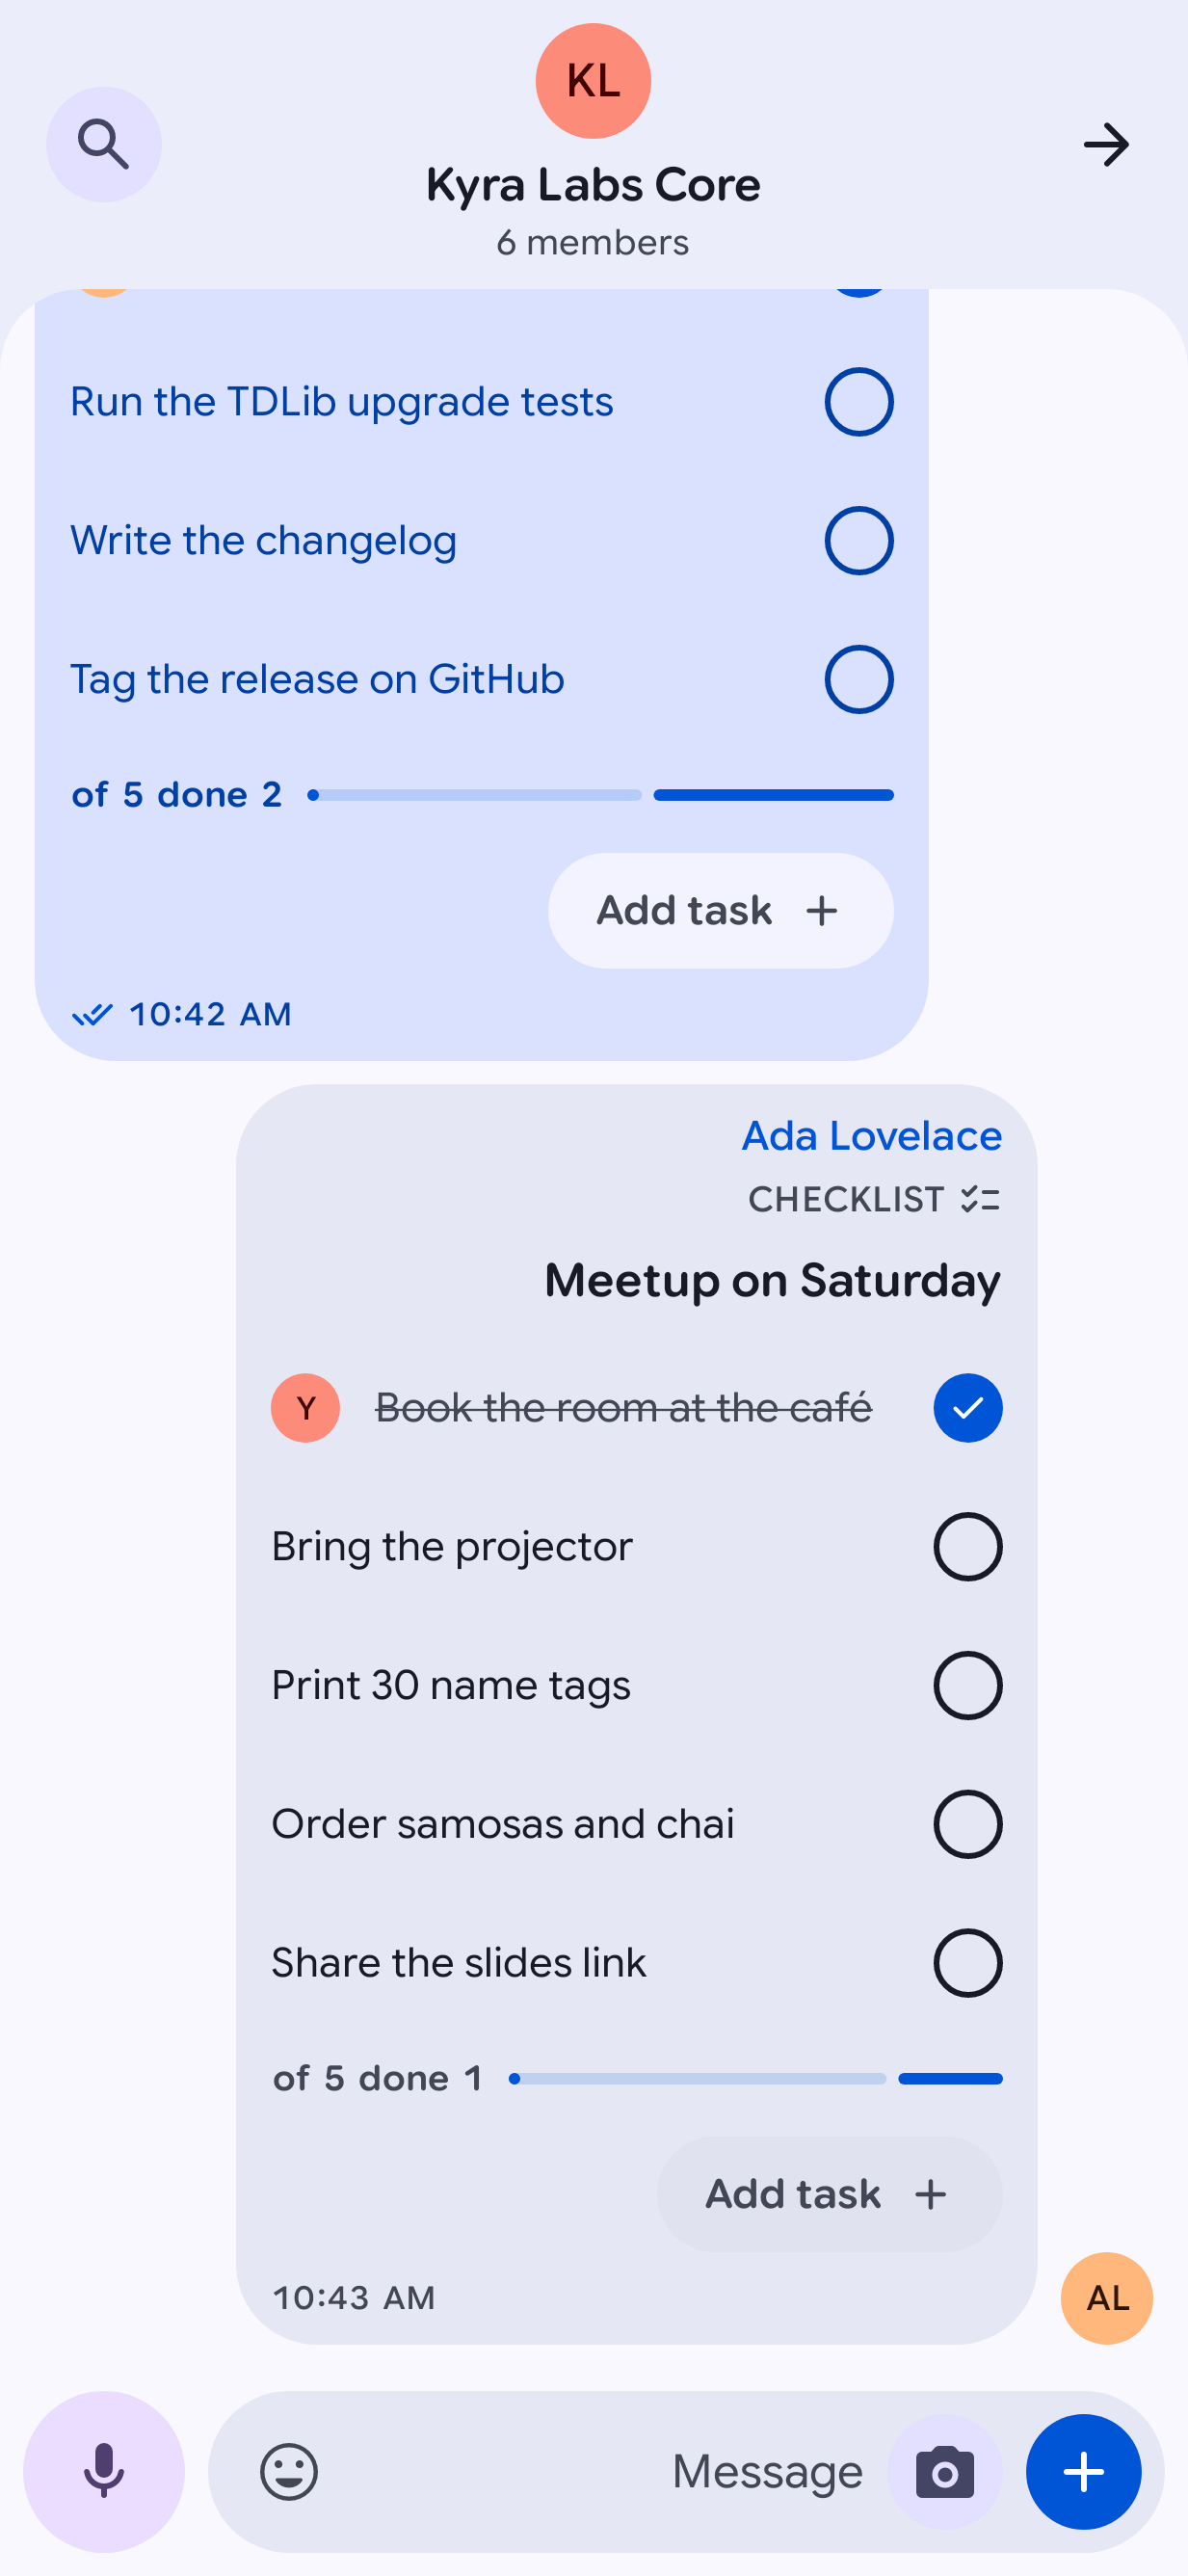 KL
Kyra Labs Core
6 members
Run the TDLib upgrade tests
Write the changelog
Tag the release on GitHub
of 5 done 2
Add task
10:42 AM
Ada Lovelace
CHECKLIST
Meetup on Saturday
Y Book the room at the café
Bring the projector
Print 30 name tags
Order samosas and chai
Share the slides link
of 5 done 1
Add task
10:43 AM
AL
Message